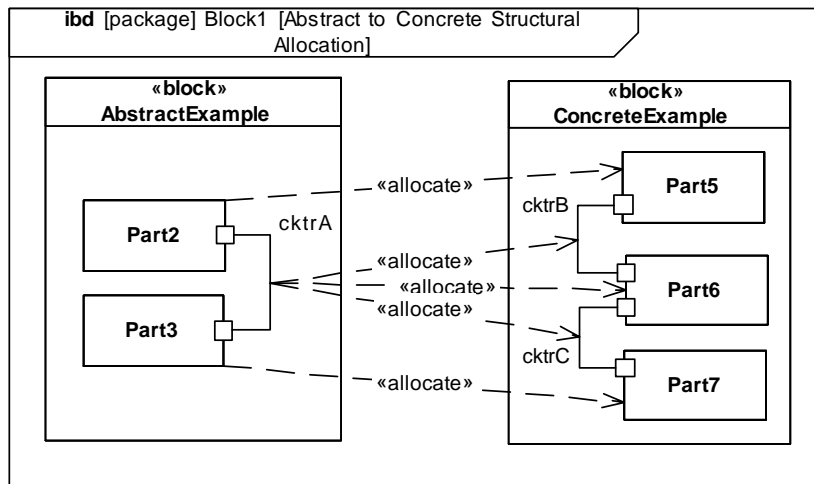 ibd [package] Block1 [Abstract to Concrete Structural
Allocation]
«block»
AbstractExample
«block»
ConcreteExample
Part2
Part3
cktrA
«allocate»
«allocate»
«allocate»
«allocate»
«allocate»
cktrB
cktrC
Part5
Part6
Part7